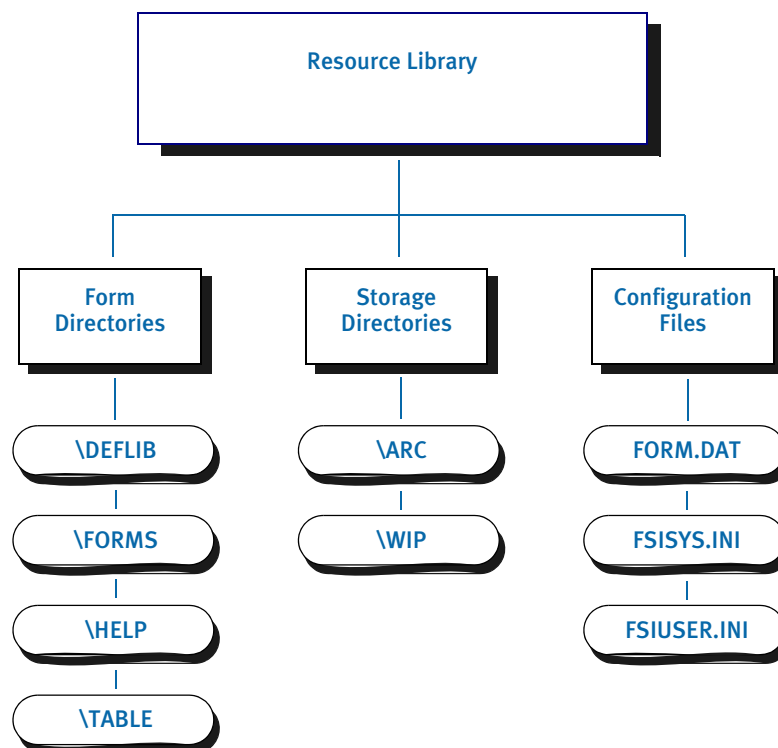 Resource Library
Form
Directories
Storage
Directories
Configuration
Files
\DEFLIB
\ARC
FORM.DAT
\FORMS
\WIP
FSISYS.INI
\HELP
FSIUSER.INI
\TABLE